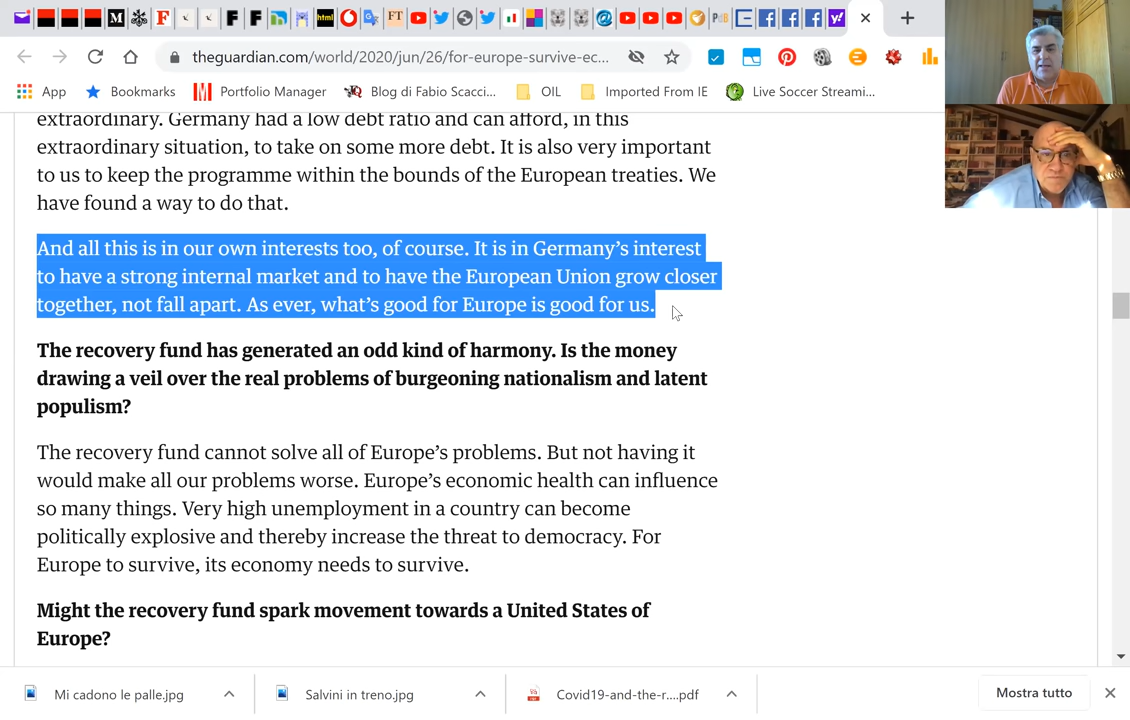 M F F F html FT PdB
theguardian.com/world/2020/jun/26/for-europe-survive-ec...
App Bookmarks Portfolio Manager Blog di Fabio Scacci... OIL Imported From IE Live Soccer Streami...
extraordinary. Germany had a low debt ratio and can afford, in this
extraordinary situation, to take on some more debt. It is also very important
to us to keep the programme within the bounds of the European treaties. We
have found a way to do that.
And all this is in our own interests too, of course. It is in Germany’s interest
to have a strong internal market and to have the European Union grow closer
together, not fall apart. As ever, what’s good for Europe is good for us.
The recovery fund has generated an odd kind of harmony. Is the money
drawing a veil over the real problems of burgeoning nationalism and latent
populism?
The recovery fund cannot solve all of Europe’s problems. But not having it
would make all our problems worse. Europe’s economic health can influence
so many things. Very high unemployment in a country can become
politically explosive and thereby increase the threat to democracy. For
Europe to survive, its economy needs to survive.
Might the recovery fund spark movement towards a United States of
Europe?
Mi cadono le palle.jpg Salvini in treno.jpg Covid19-and-the-r....pdf Mostra tutto